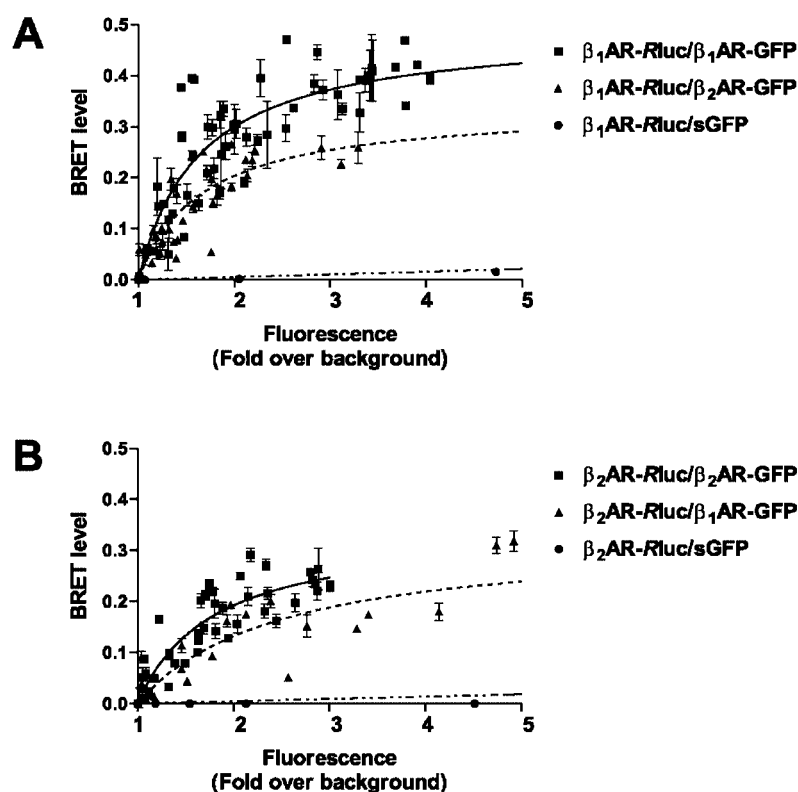 A
0.5
0.4
0.3
0.2
0.1
0.0
BRET level
1
2
3
4
5
Fluorescence
(Fold over background)
β₁AR-Rluc/β₁AR-GFP
β₁AR-Rluc/β₂AR-GFP
β₁AR-Rluc/sGFP
B
0.5
0.4
0.3
0.2
0.1
0.0
BRET level
1
2
3
4
5
Fluorescence
(Fold over background)
β₂AR-Rluc/β₂AR-GFP
β₂AR-Rluc/β₁AR-GFP
β₂AR-Rluc/sGFP